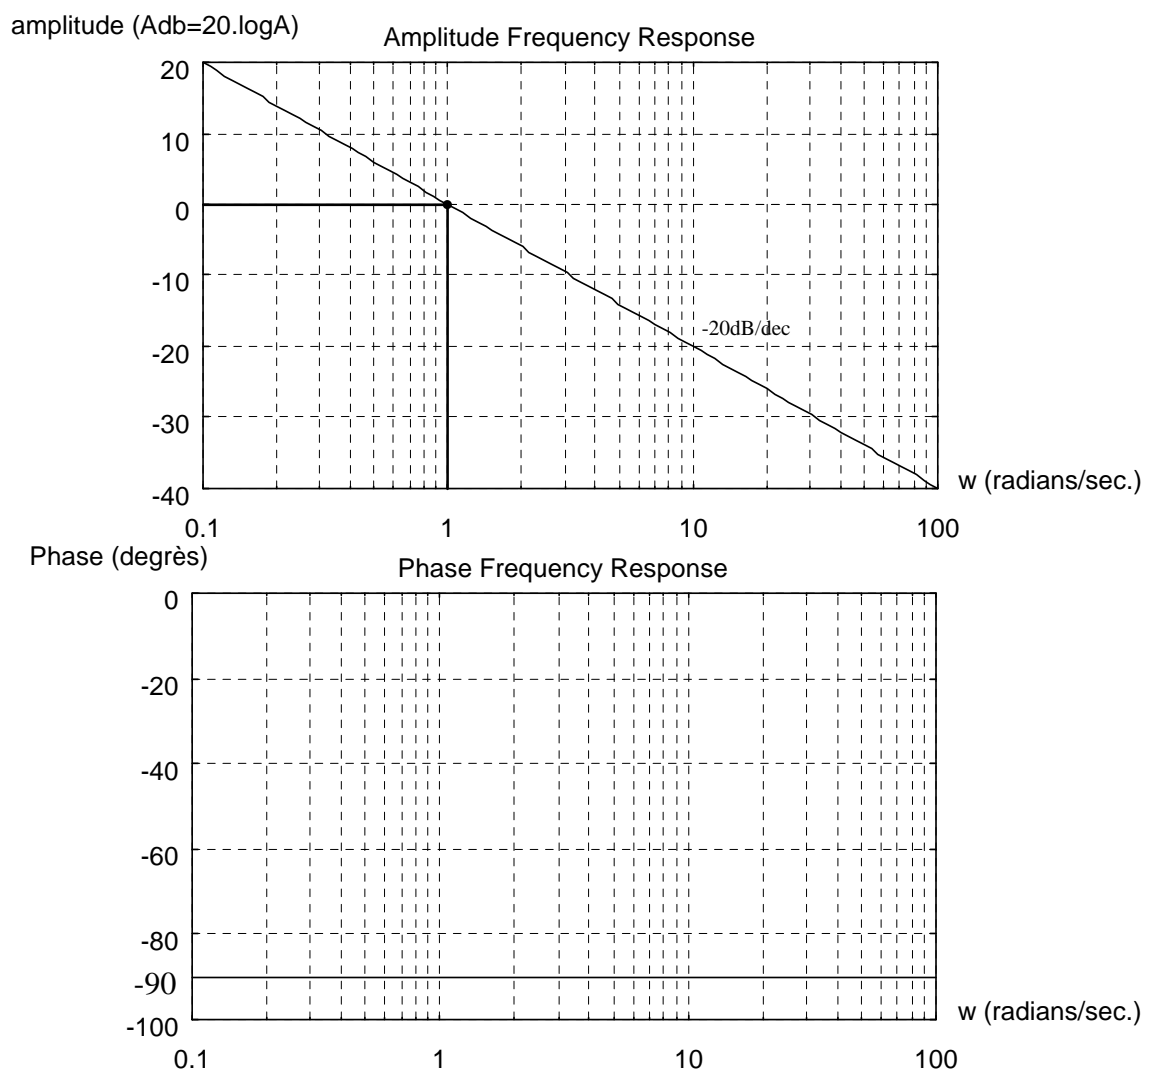 amplitude (Adb=20.logA)
Amplitude Frequency Response
20
10
0
-10
-20dB/dec
-20
-30
-40
w (radians/sec.)
0.1 1 10 100
Phase (degrès)
Phase Frequency Response
0
-20
-40
-60
-80
-90
-100
w (radians/sec.)
0.1 1 10 100